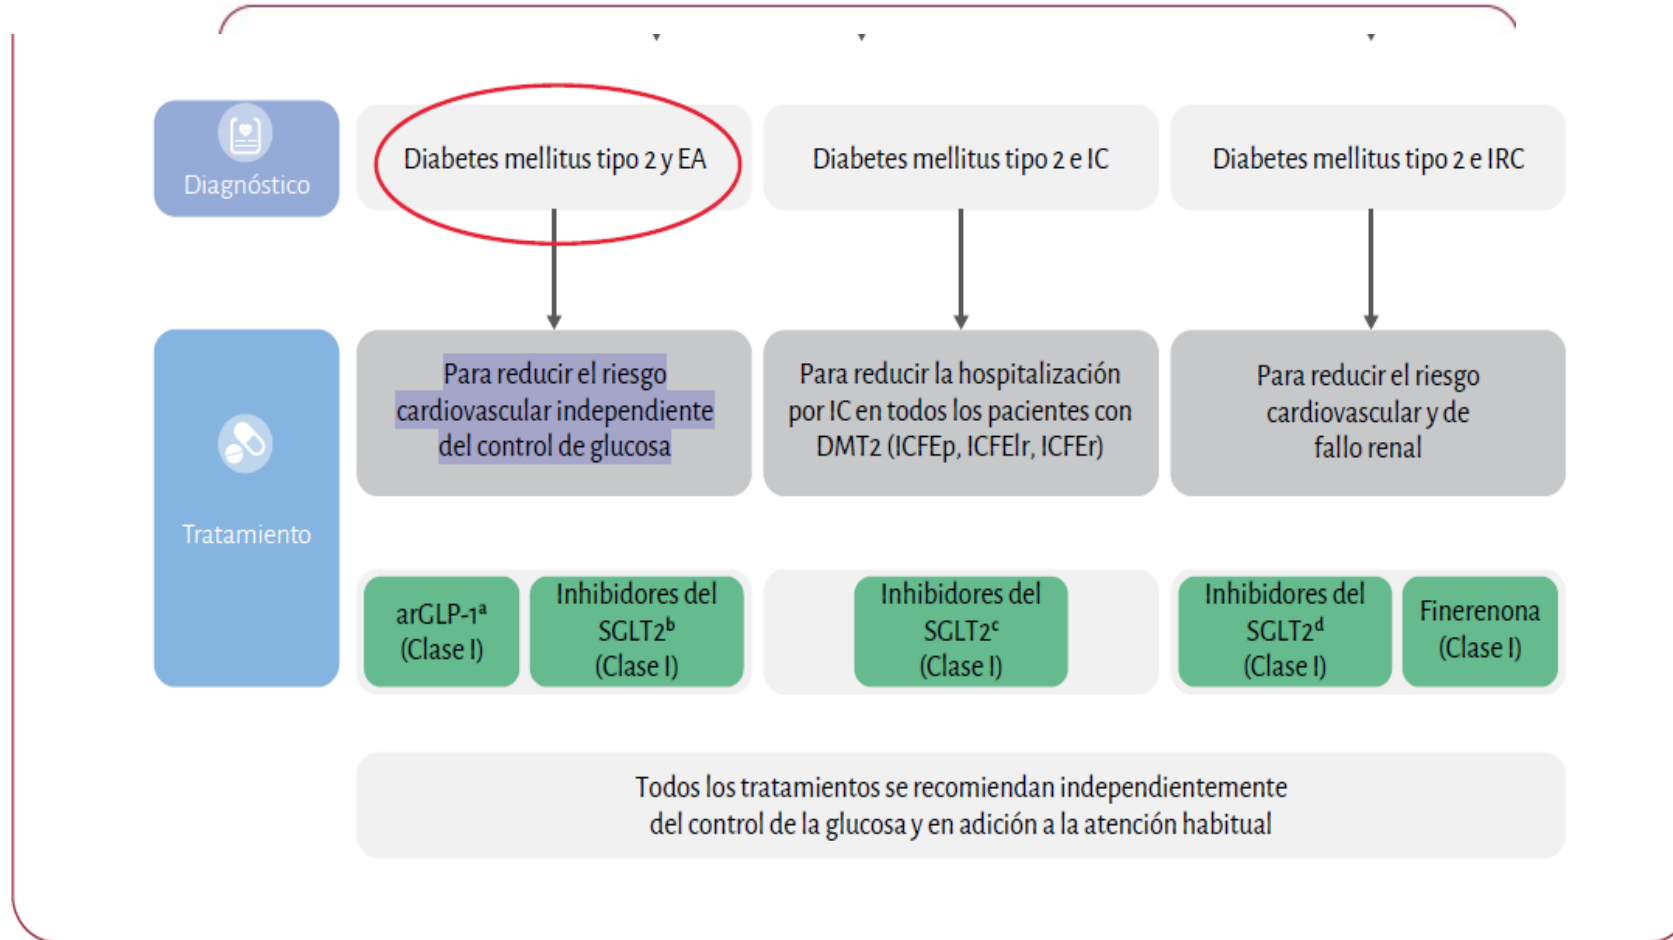 Diagnóstico
Diabetes mellitus tipo 2 y EA
Diabetes mellitus tipo 2 e IC
Diabetes mellitus tipo 2 e IRC
Tratamiento
Para reducir el riesgo
cardiovascular independiente
del control de glucosa
Para reducir la hospitalización
por IC en todos los pacientes con
DMT2 (ICFEp, ICFElr, ICFEr)
Para reducir el riesgo
cardiovascular y de
fallo renal
arGLP-1ª
(Clase I)
Inhibidores del
SGLT2ᵇ
(Clase I)
Inhibidores del
SGLT2ᶜ
(Clase I)
Inhibidores del
SGLT2ᵈ
(Clase I)
Finerenona
(Clase I)
Todos los tratamientos se recomiendan independientemente
del control de la glucosa y en adición a la atención habitual